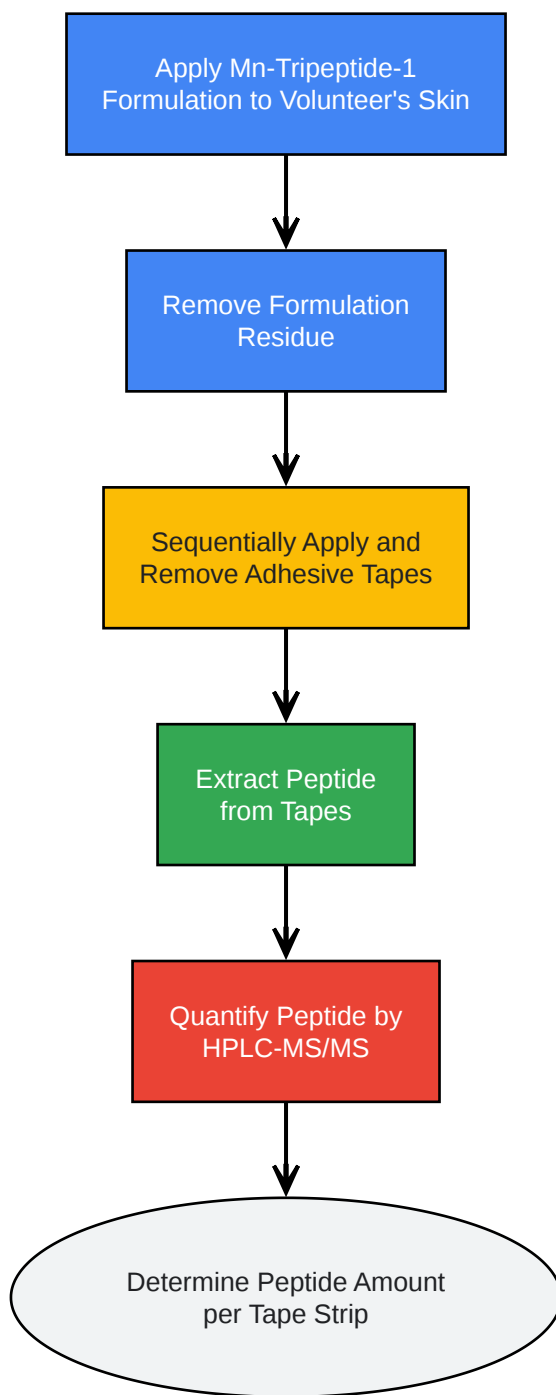 Apply Mn-Tripeptide-1
Formulation to Volunteer's Skin
Remove Formulation
Residue
Sequentially Apply and
Remove Adhesive Tapes
Extract Peptide
from Tapes
Quantify Peptide by
HPLC-MS/MS
Determine Peptide Amount
per Tape Strip